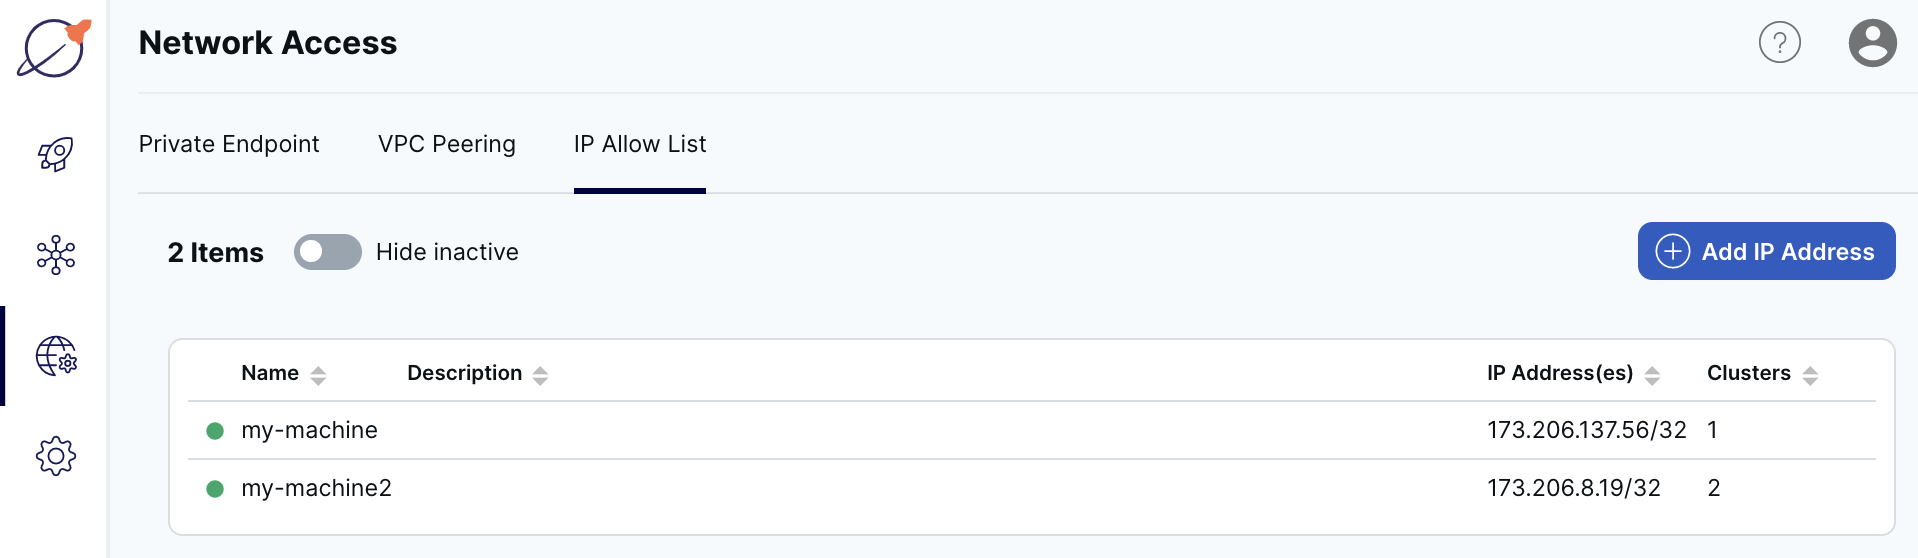 Network Access
?
Private Endpoint VPC Peering IP Allow List
2 Items Hide inactive Add IP Address
Name Description IP Address(es) Clusters
my-machine 173.206.137.56/32 1
my-machine2 173.206.8.19/32 2